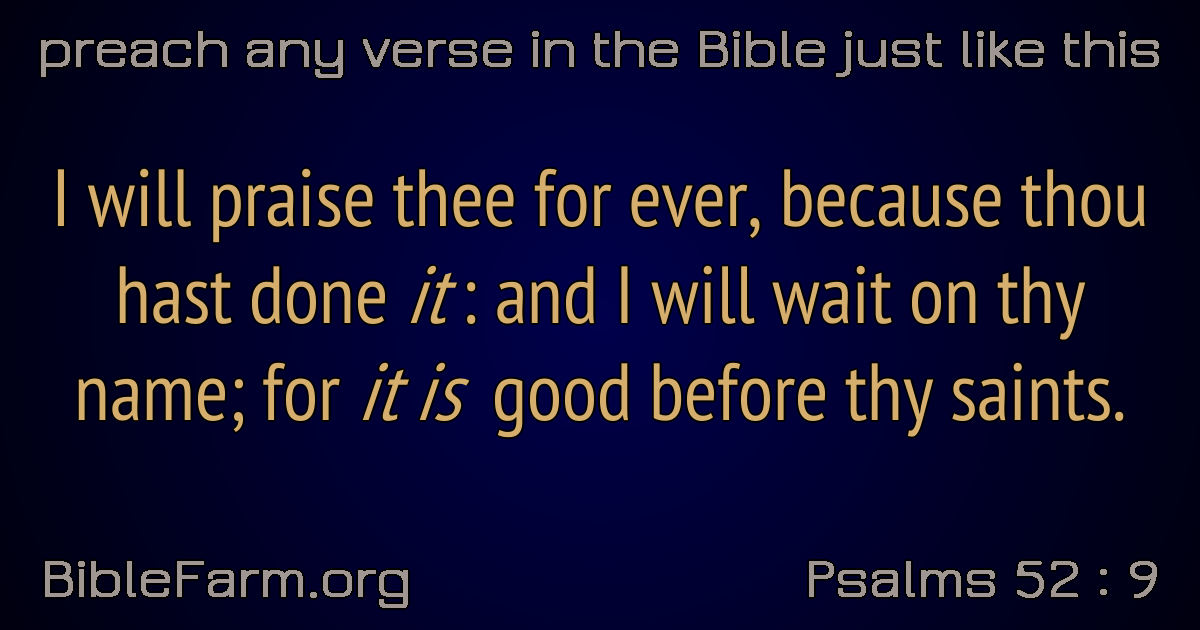 preach any verse in the Bible just like this
I will praise thee for ever, because thou
hast done it : and I will wait on thy
name; for it is good before thy saints.
BibleFarm.org
Psalms 52 : 9